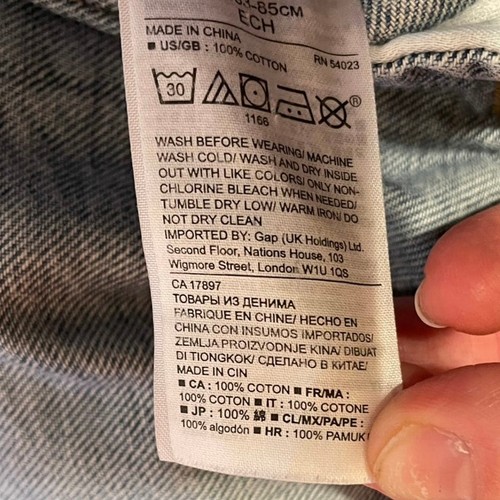 -85CM
ECH
MADE IN CHINA
■ US/GB : 100% COTTON RN 54023
30 ®
1166
WASH BEFORE WEARING/ MACHINE
WASH COLD/ WASH AND DRY INSIDE
OUT WITH LIKE COLORS/ ONLY NON-
CHLORINE BLEACH WHEN NEEDED/
TUMBLE DRY LOW/ WARM IRON/ DO
NOT DRY CLEAN
IMPORTED BY: Gap (UK Holdings) Ltd.
Second Floor, Nations House, 103
Wigmore Street, London W1U 1QS
CA 17897
ТОВАРЫ ИЗ ДЕНИМА
FABRIQUE EN CHINE/ HECHO EN
CHINA CON INSUMOS IMPORTADOS/
ZEMLJA PROIZVODNJE KINA/ DIBUAT
DI TIONGKOK/ СДЕЛАНО В КИТАЕ/
MADE IN CIN
■ CA : 100% COTON ■ FR/MA :
100% COTON ■ IT : 100% COTONE
■ JP : 100% 綿 ■ CL/MX/PA/PE :
100% algodón ■ HR : 100% PAMUK